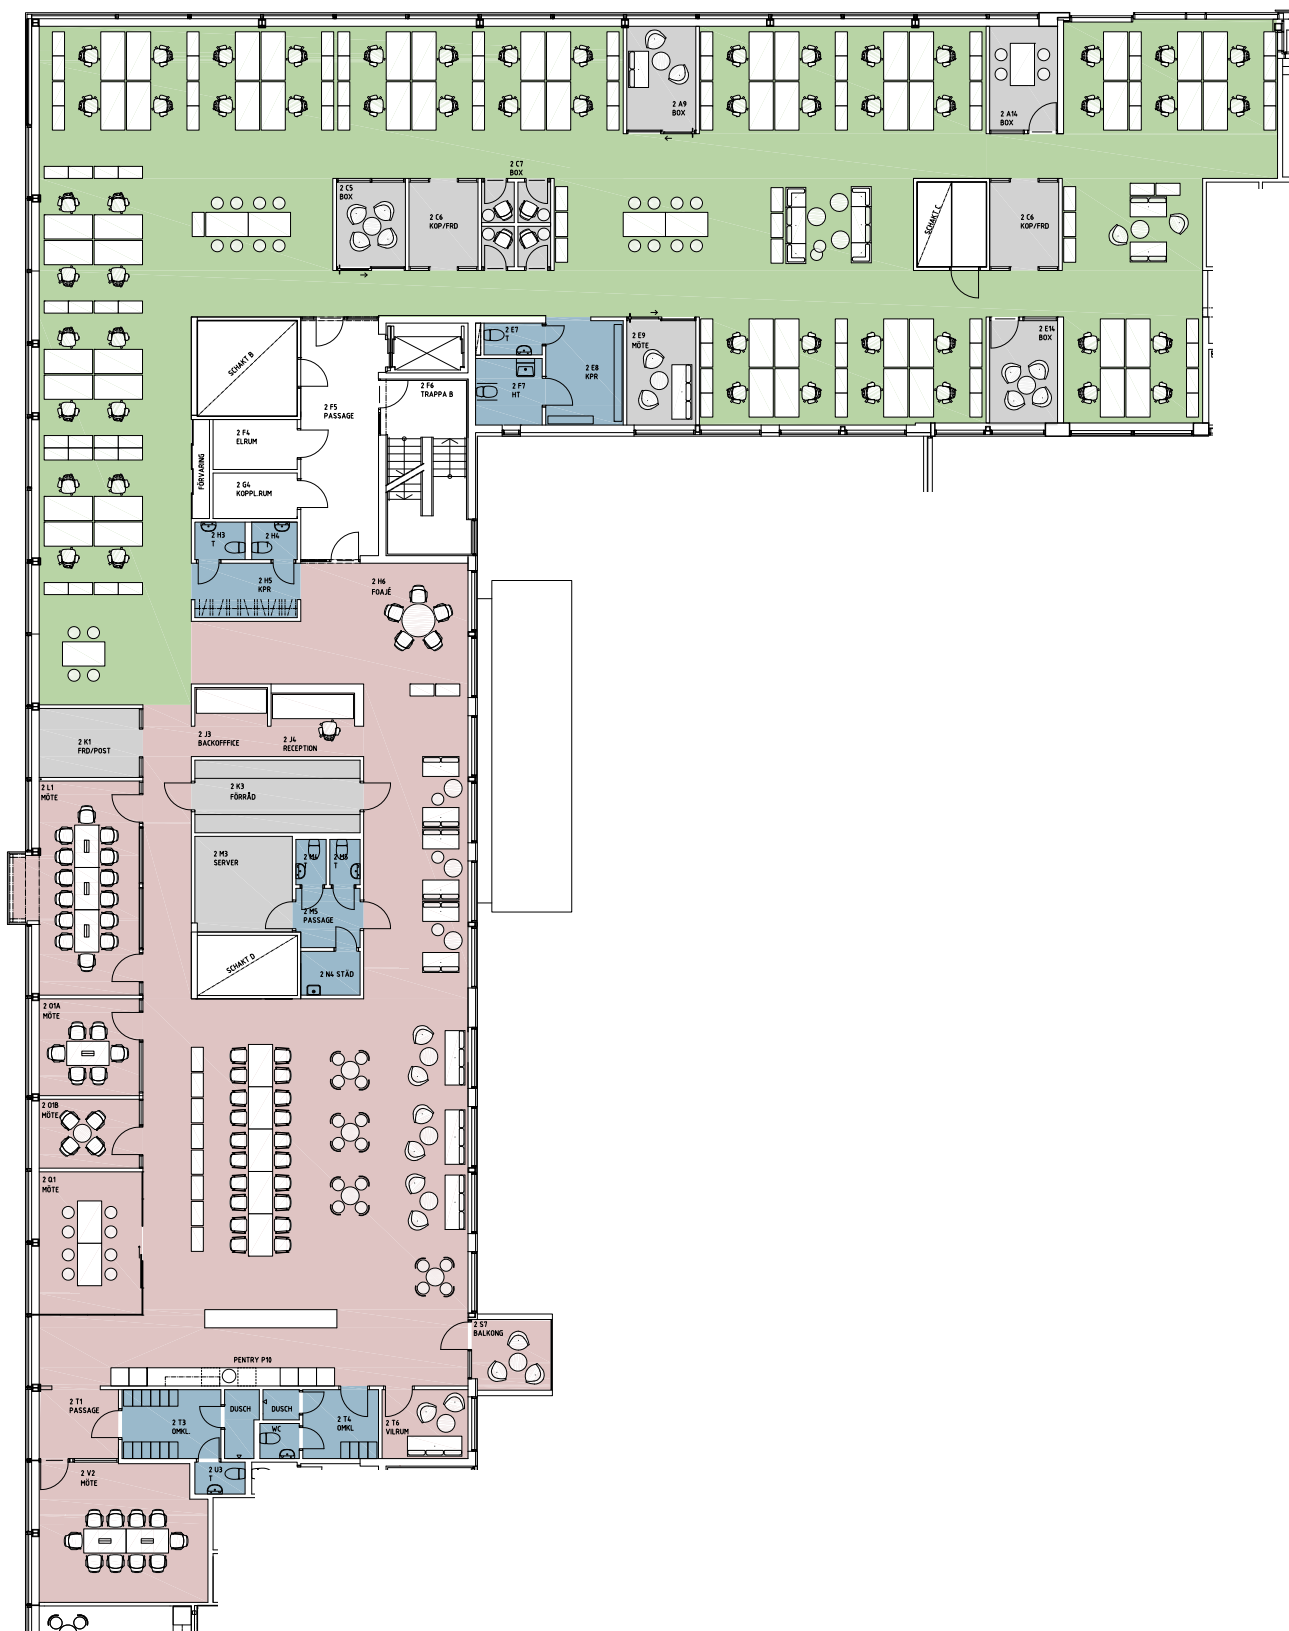 2 A9
BOX
2 A14
BOX
2 C7
BOX
2 C5
BOX
2 C6
KOP/FRD
SCHAKT C
2 C6
KOP/FRD
SCHAKT B
2 F5
PASSAGE
2 F6
TRAPPA B
2 E7
T
2 F7
HT
2 E8
KPR
2 E9
MÖTE
2 E14
BOX
2 F4
ELRUM
FÖRVARING
2 G4
KOPPL.RUM
2 H3
T
2 H4
T
2 H5
KPR
2 H6
FOAJÉ
2 K1
FRD/POST
2 J3
BACKOFFFICE
2 J4
RECEPTION
2 L1
MÖTE
2 K3
FÖRRÅD
2 M3
SERVER
2 M4
T
T
2 M5
PASSAGE
SCHAKT D
2 N4 STÄD
2 O1A
MÖTE
2 O1B
MÖTE
2 Q1
MÖTE
2 S7
BALKONG
PENTRY P10
2 T1
PASSAGE
2 T3
OMKL.
DUSCH
DUSCH
WC
2 T4
OMKL
2 T6
VILRUM
2 U3
T
2 V2
MÖTE